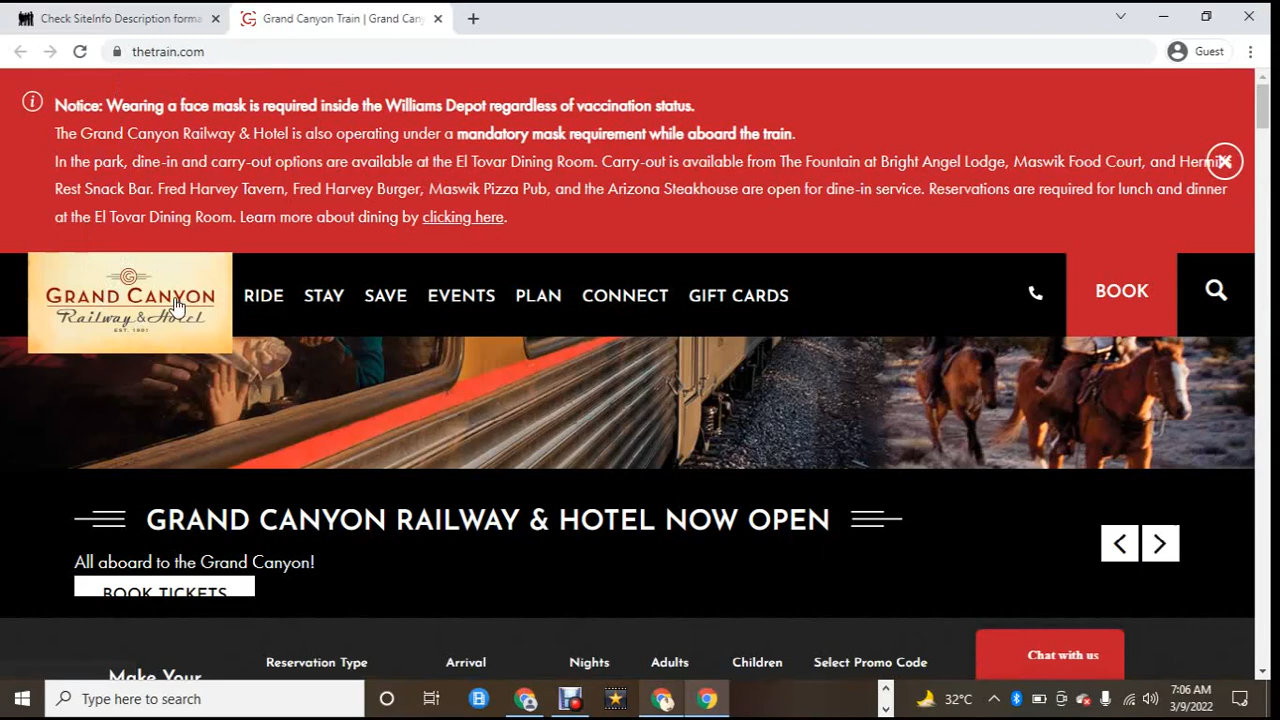 Check SiteInfo Description forma
Grand Canyon Train | Grand Can
thetrain.com
Guest
Notice: Wearing a face mask is required inside the Williams Depot regardless of vaccination status.
The Grand Canyon Railway & Hotel is also operating under a mandatory mask requirement while aboard the train.
In the park, dine-in and carry-out options are available at the El Tovar Dining Room. Carry-out is available from The Fountain at Bright Angel Lodge, Maswik Food Court, and
Rest Snack Bar. Fred Harvey Tavern, Fred Harvey Burger, Maswik Pizza Pub, and the Arizona Steakhouse are open for dine-in service. Reservations are required for lunch and dinner
at the El Tovar Dining Room. Learn more about dining by clicking here.
GRAND CANYON
Railway & Hotel
EST. 1901
RIDE STAY SAVE EVENTS PLAN CONNECT GIFT CARDS
BOOK
GRAND CANYON RAILWAY & HOTEL NOW OPEN
All aboard to the Grand Canyon!
BOOK TICKETS
Make Your
Reservation Type Arrival Nights Adults Children Select Promo Code
Chat with us
Type here to search
32°C
7:06 AM
3/9/2022